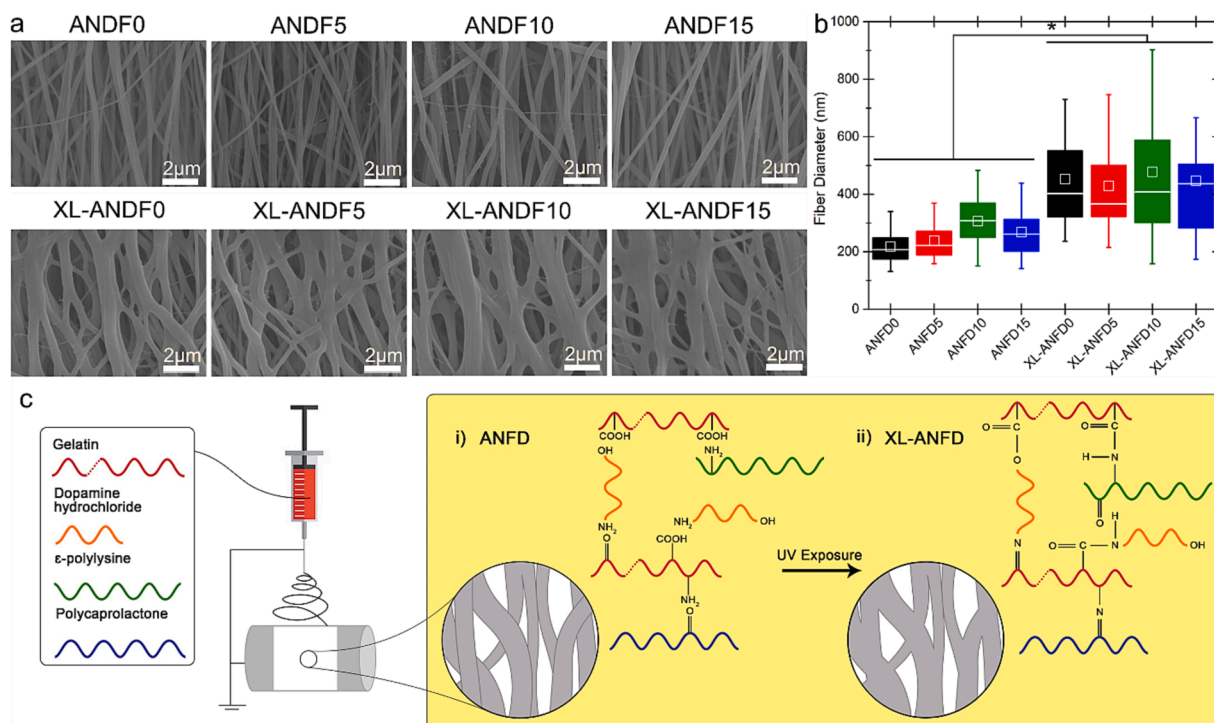 a
ANDF0
ANDF5
ANDF10
ANDF15
2μm
2μm
2μm
2μm
XL-ANDF0
XL-ANDF5
XL-ANDF10
XL-ANDF15
2μm
2μm
2μm
2μm
b
1000
800
600
400
200
0
Fiber Diameter (nm)
*
ANFD0
ANFD5
ANFD10
ANFD15
XL-ANFD0
XL-ANFD5
XL-ANFD10
XL-ANFD15
c
Gelatin
Dopamine
hydrochloride
ε-polylysine
Polycaprolactone
i) ANFD
COOH
COOH
OH
NH2
NH2
NH2
OH
O
COOH
NH2
O
UV Exposure
ii) XL-ANFD
O
C
O
O
C
H
N
O
N
O
C
H
N
OH
N